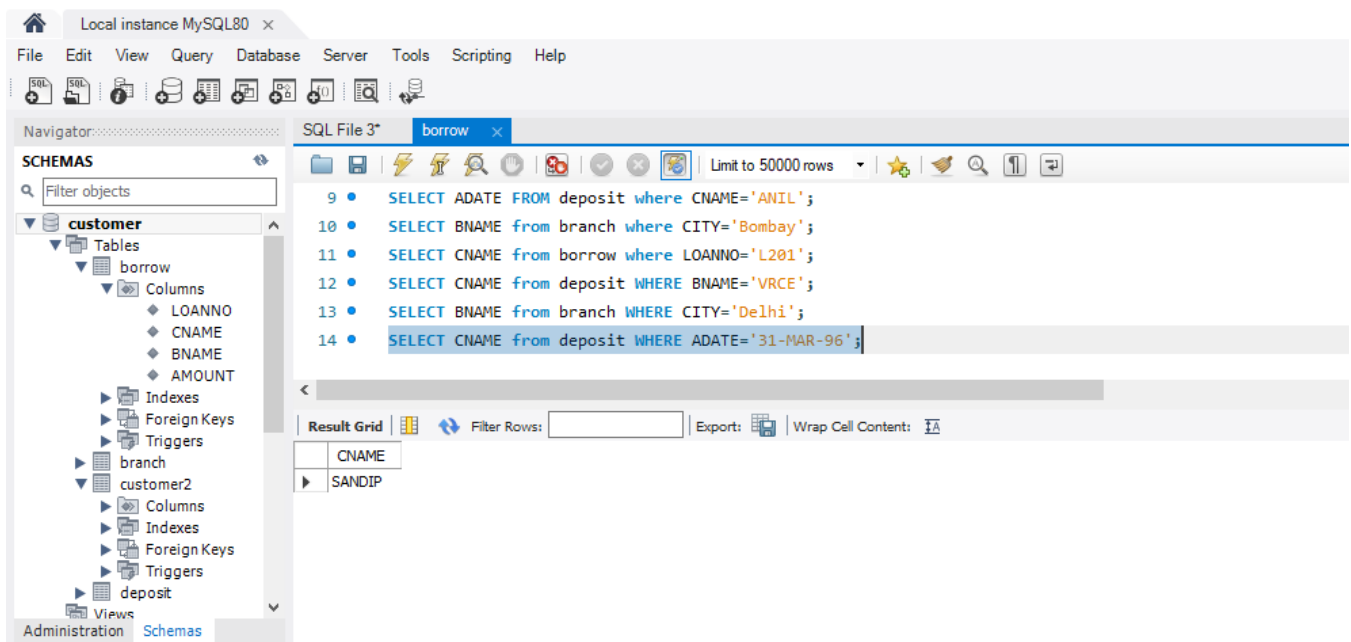 Local instance MySQL80 ×
File Edit View Query Database Server Tools Scripting Help
Navigator
SCHEMAS
Filter objects
customer
Tables
borrow
Columns
LOANNO
CNAME
BNAME
AMOUNT
Indexes
Foreign Keys
Triggers
branch
customer2
Columns
Indexes
Foreign Keys
Triggers
deposit
Views
Administration Schemas
SQL File 3* borrow ×
Limit to 50000 rows
9 SELECT ADATE FROM deposit where CNAME='ANIL';
10 SELECT BNAME from branch where CITY='Bombay';
11 SELECT CNAME from borrow where LOANNO='L201';
12 SELECT CNAME from deposit WHERE BNAME='VRCE';
13 SELECT BNAME from branch WHERE CITY='Delhi';
14 SELECT CNAME from deposit WHERE ADATE='31-MAR-96';
Result Grid Filter Rows: Export: Wrap Cell Content:
CNAME
SANDIP